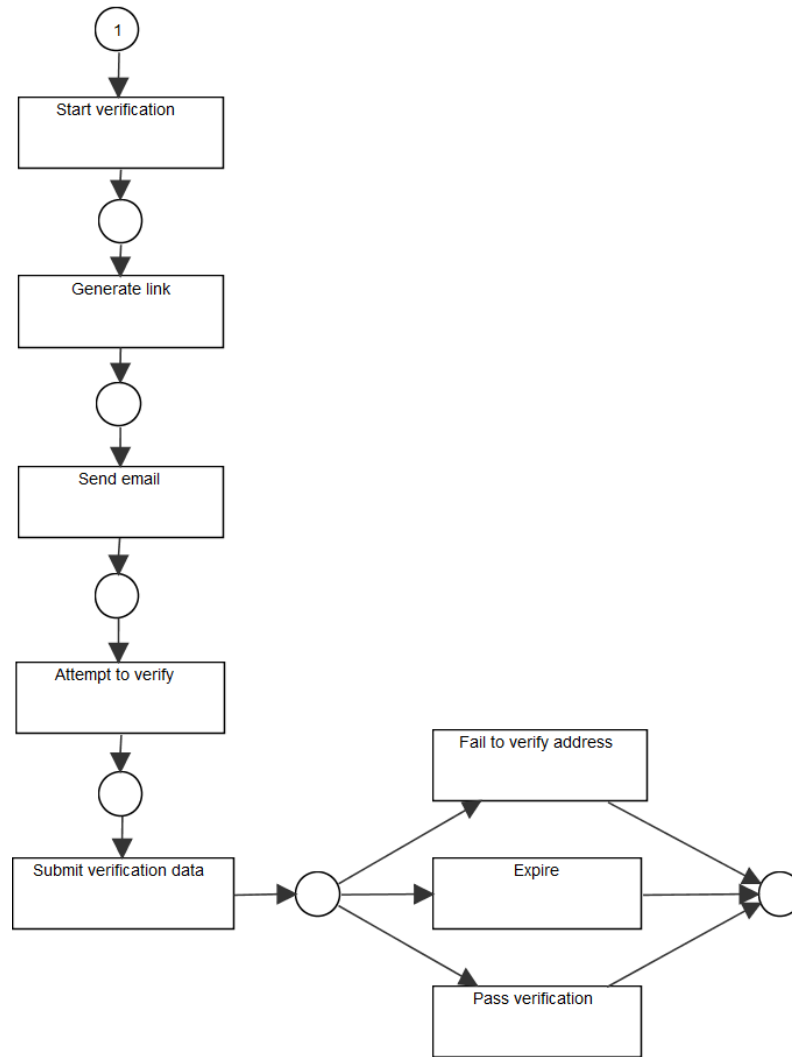 1
Start verification
Generate link
Send email
Attempt to verify
Submit verification data
Fail to verify address
Expire
Pass verification